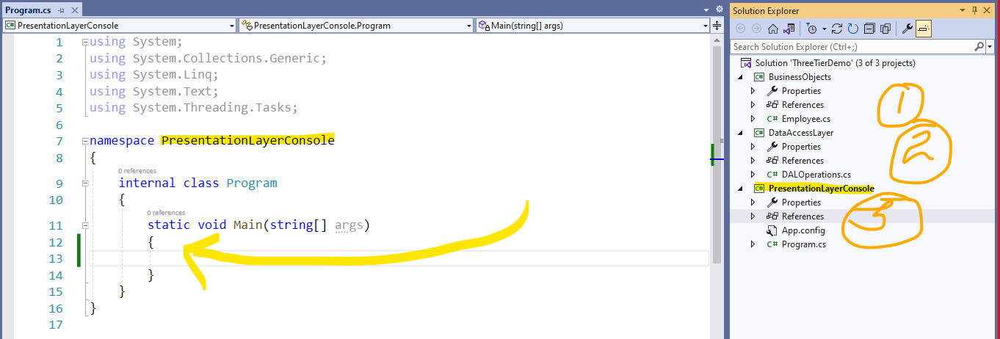 Program.cs
PresentationLayerConsole
PresentationLayerConsole.Program
Main(string[] args)
1 using System;
2 using System.Collections.Generic;
3 using System.Linq;
4 using System.Text;
5 using System.Threading.Tasks;
6
7 namespace PresentationLayerConsole
8 {
0 references
9 internal class Program
10 {
0 references
11 static void Main(string[] args)
12 {
13
14 }
15 }
16 }
17
Solution Explorer
Search Solution Explorer (Ctrl+;)
Solution 'ThreeTierDemo' (3 of 3 projects)
BusinessObjects
Properties
References
C# Employee.cs
1
C# DataAccessLayer
Properties
References
C# DALOperations.cs
2
C# PresentationLayerConsole
Properties
References
App.config
C# Program.cs
3